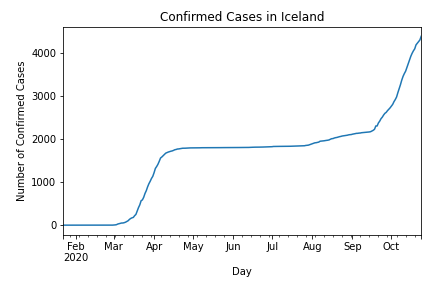 Confirmed Cases in Iceland
Number of Confirmed Cases
4000
3000
2000
1000
0
Feb Mar Apr May Jun Jul Aug Sep Oct
2020
Day